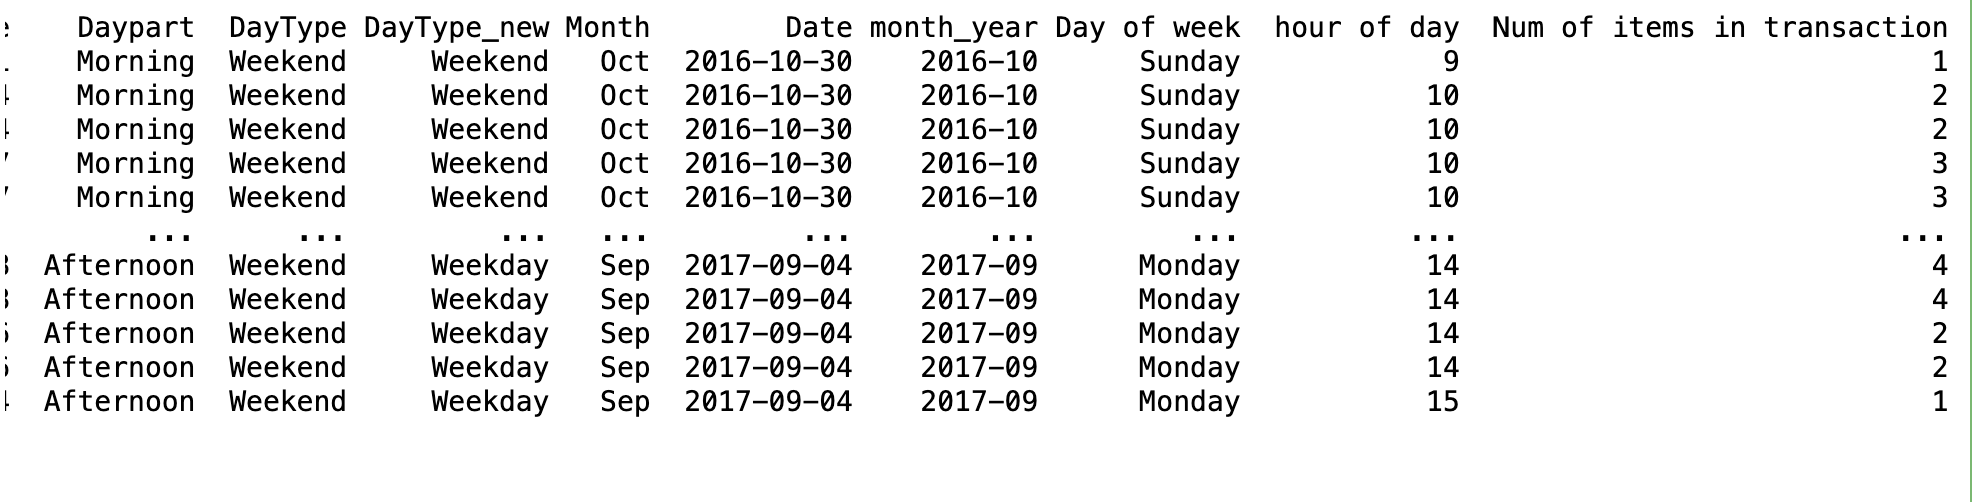 Daypart DayType DayType_new Month Date month_year Day of week hour of day Num of items in transaction
Morning Weekend Weekend Oct 2016-10-30 2016-10 Sunday 9 1
Morning Weekend Weekend Oct 2016-10-30 2016-10 Sunday 10 2
Morning Weekend Weekend Oct 2016-10-30 2016-10 Sunday 10 2
Morning Weekend Weekend Oct 2016-10-30 2016-10 Sunday 10 3
Morning Weekend Weekend Oct 2016-10-30 2016-10 Sunday 10 3
... ... ... ... ... ... ... ... ...
Afternoon Weekend Weekday Sep 2017-09-04 2017-09 Monday 14 4
Afternoon Weekend Weekday Sep 2017-09-04 2017-09 Monday 14 4
Afternoon Weekend Weekday Sep 2017-09-04 2017-09 Monday 14 2
Afternoon Weekend Weekday Sep 2017-09-04 2017-09 Monday 14 2
Afternoon Weekend Weekday Sep 2017-09-04 2017-09 Monday 15 1